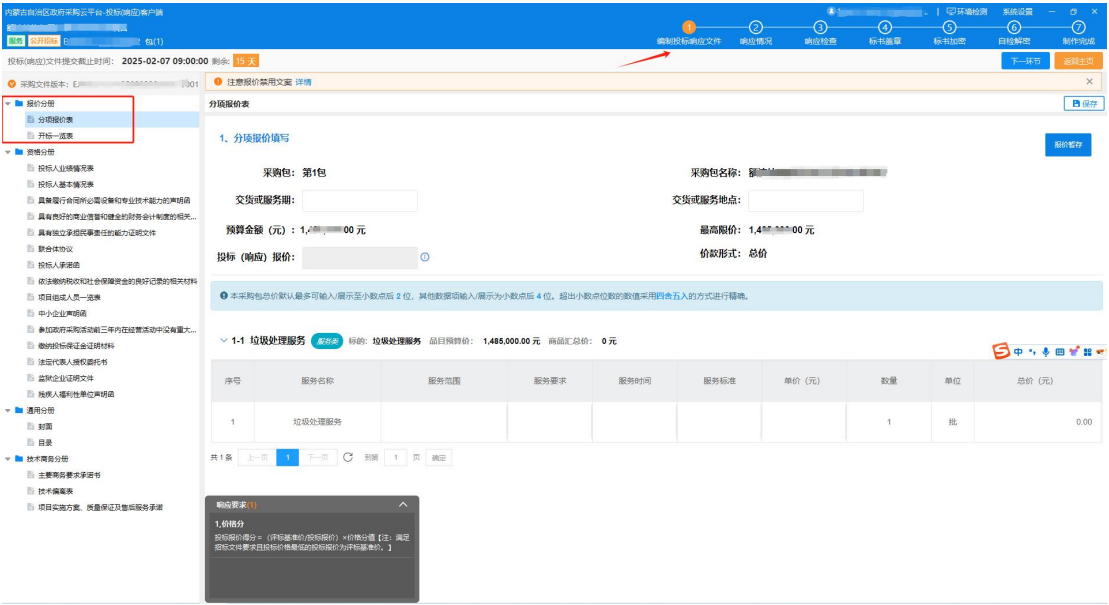 内蒙古自治区政府采购云平台-投标(响应)客户端
环境检测 系统设置
服务 公开招标 包(1)
1 2 3 4 5 6 7
编制投标响应文件 响应情况 响应检查 标书盖章 标书加密 自检解密 制作完成
投标(响应)文件提交截止时间: 2025-02-07 09:00:00 剩余: 15 天
下一环节 返回主页
采购文件版本: 001
注意报价禁用文案 详情
报价分册
分项报价表
开标一览表
资格分册
投标人业绩情况表
投标人基本情况表
具备履行合同所必需设备和专业技术能力的声明函
具有良好的商业信誉和健全的财务会计制度的相关...
具有独立承担民事责任的能力证明文件
联合体协议
投标人承诺函
依法缴纳税收和社会保障资金的良好记录的相关材料
项目组成人员一览表
中小企业声明函
参加政府采购活动前三年内在经营活动中没有重大...
缴纳投标保证金证明材料
法定代表人授权委托书
监狱企业证明文件
残疾人福利性单位声明函
通用分册
封面
目录
技术商务分册
主要商务要求承诺书
技术偏离表
项目实施方案、质量保证及售后服务承诺
分项报价表
保存
1、分项报价填写
报价暂存
采购包: 第1包
采购包名称:
交货或服务期:
交货或服务地点:
预算金额(元): 00 元
最高限价: 00 元
投标(响应)报价:
价款形式: 总价
本采购包总价默认最多可输入/展示至小数点后 2 位, 其他数据项输入/展示为小数点后 4 位。超出小数点位数的数值采用四舍五入的方式进行精确。
1-1 垃圾处理服务 服务类 标的: 垃圾处理服务 品目预算价: 1,485,000.00 元 商品汇总价: 0 元
中
序号 服务名称 服务范围 服务要求 服务时间 服务标准 单价(元) 数量 单位 总价(元)
1 垃圾处理服务 1 批 0.00
共 1 条 上一页 1 下一页 到第 1 页 确定
响应要求(1)
1.价格分
投标报价得分=(评标基准价/投标报价)×价格分值【注: 满足
招标文件要求且投标价格最低的投标报价为评标基准价。】